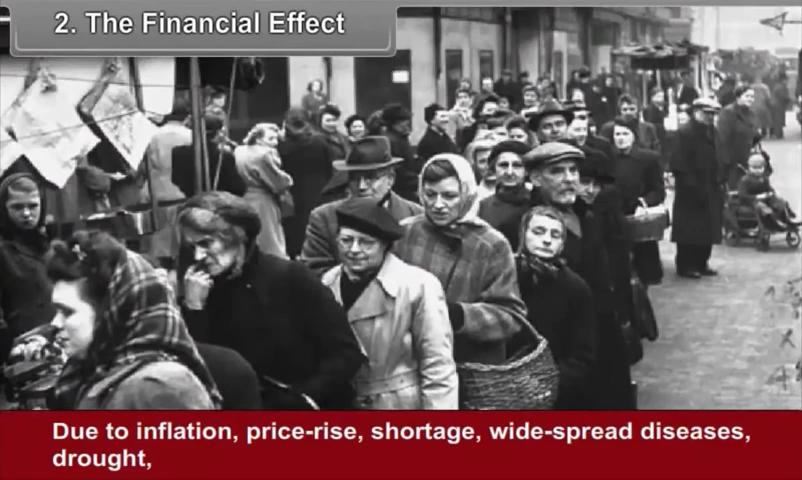 2. The Financial Effect
Due to inflation, price-rise, shortage, wide-spread diseases,
drought,